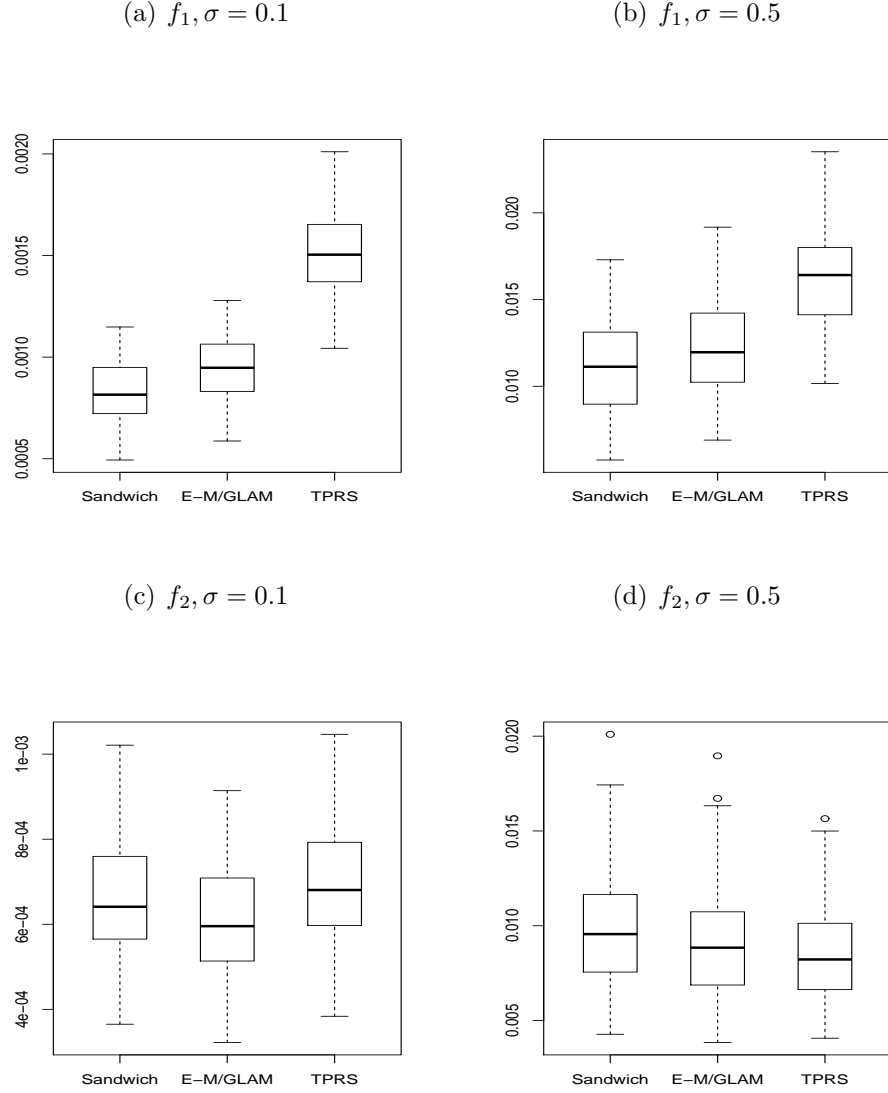 (a) f₁, σ = 0.1
(b) f₁, σ = 0.5
0.0020
0.0015
0.0010
0.0005
Sandwich E−M/GLAM TPRS
0.020
0.015
0.010
Sandwich E−M/GLAM TPRS
(c) f₂, σ = 0.1
(d) f₂, σ = 0.5
1e−03
8e−04
6e−04
4e−04
Sandwich E−M/GLAM TPRS
0.020
0.015
0.010
0.005
Sandwich E−M/GLAM TPRS